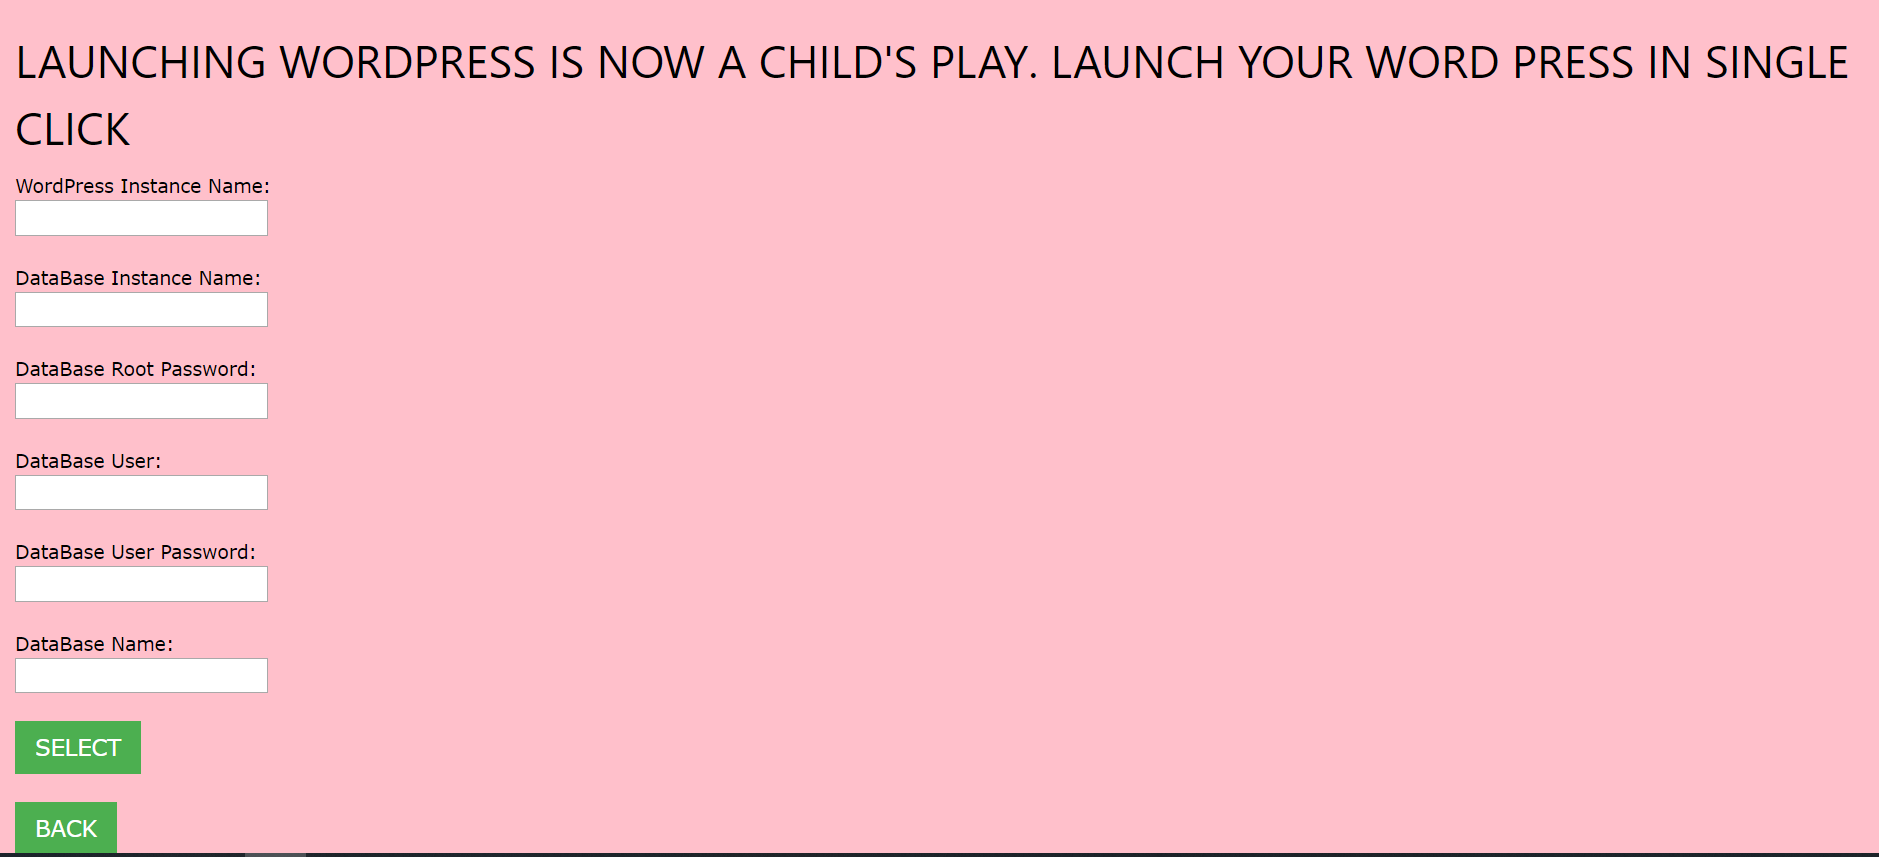 LAUNCHING WORDPRESS IS NOW A CHILD'S PLAY. LAUNCH YOUR WORD PRESS IN SINGLE
CLICK
WordPress Instance Name:
DataBase Instance Name:
DataBase Root Password:
DataBase User:
DataBase User Password:
DataBase Name:
SELECT
BACK